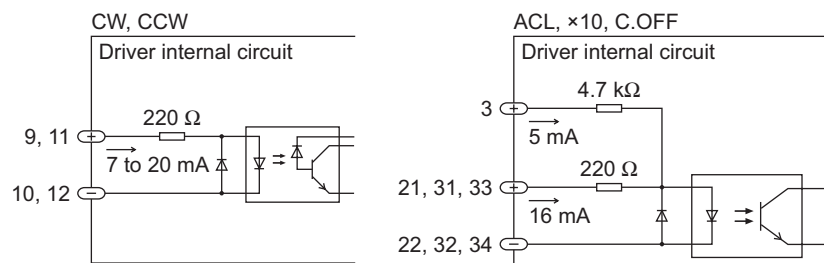 CW, CCW
Driver internal circuit
220 Ω
9, 11
+
7 to 20 mA
10, 12
−
ACL, ×10, C.OFF
Driver internal circuit
4.7 kΩ
3
+
5 mA
220 Ω
21, 31, 33
+
16 mA
22, 32, 34
−